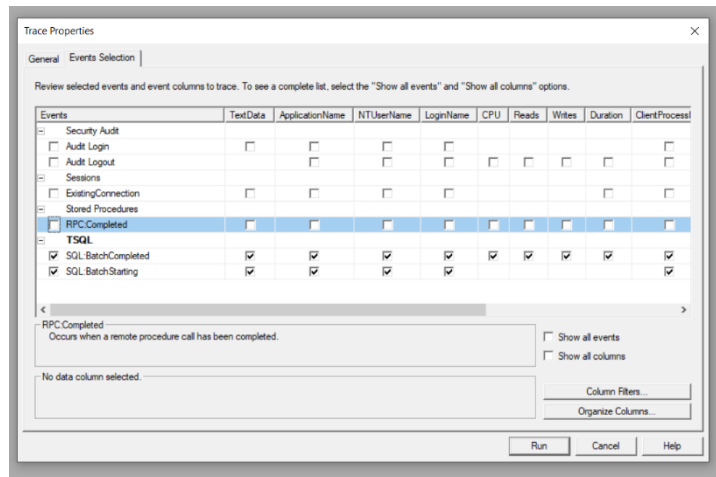 Trace Properties
General Events Selection
Review selected events and event columns to trace. To see a complete list, select the "Show all events" and "Show all columns" options.
Events TextData ApplicationName NTUserName LoginName CPU Reads Writes Duration ClientProcessI
Security Audit
Audit Login
Audit Logout
Sessions
ExistingConnection
Stored Procedures
RPC:Completed
TSQL
SQL:BatchCompleted
SQL:BatchStarting
RPC:Completed
Occurs when a remote procedure call has been completed.
Show all events
Show all columns
No data column selected.
Column Filters...
Organize Columns...
Run Cancel Help